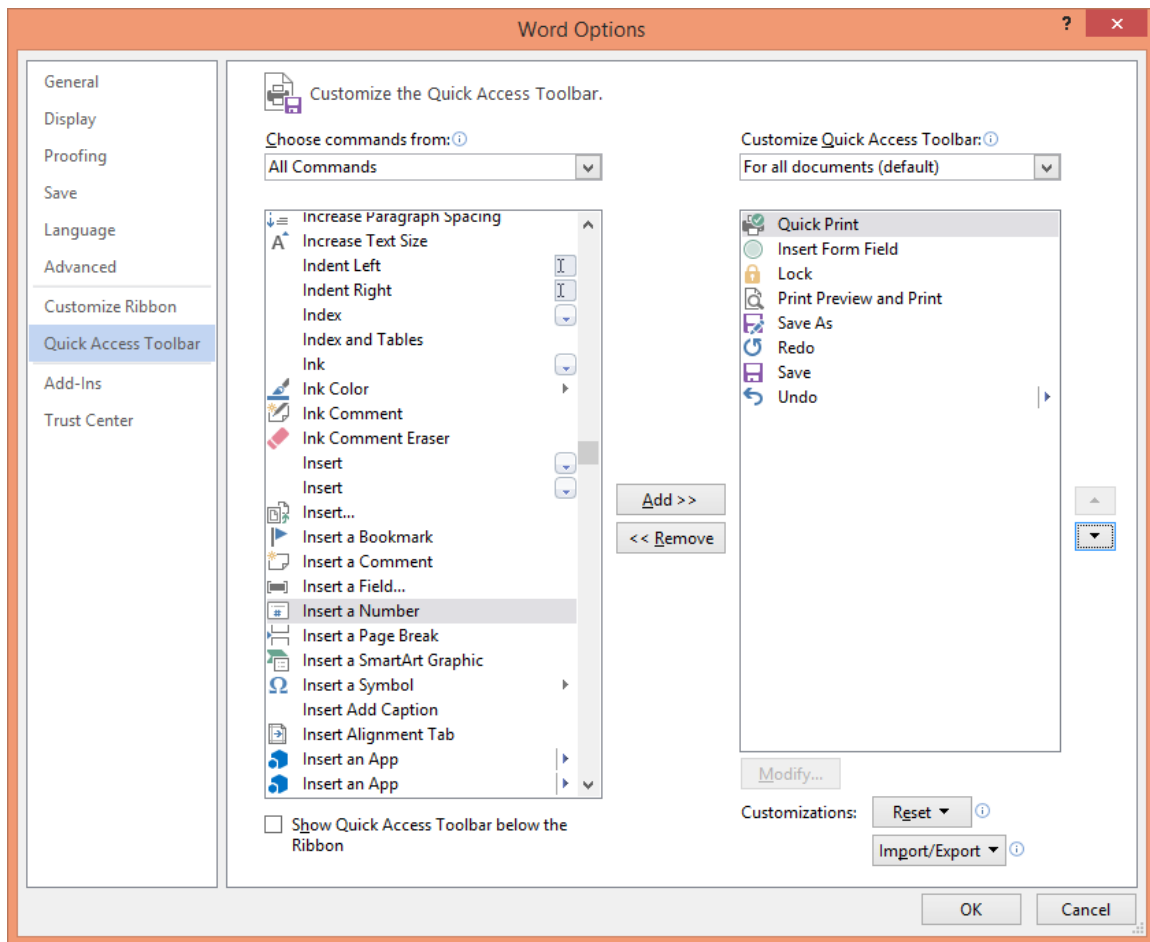 Word Options
?
General
Display
Proofing
Save
Language
Advanced
Customize Ribbon
Quick Access Toolbar
Add-Ins
Trust Center
Customize the Quick Access Toolbar.
Choose commands from:
All Commands
Increase Paragraph Spacing
Increase Text Size
Indent Left
Indent Right
Index
Index and Tables
Ink
Ink Color
Ink Comment
Ink Comment Eraser
Insert
Insert
Insert...
Insert a Bookmark
Insert a Comment
Insert a Field...
Insert a Number
Insert a Page Break
Insert a SmartArt Graphic
Insert a Symbol
Insert Add Caption
Insert Alignment Tab
Insert an App
Insert an App
Show Quick Access Toolbar below the
Ribbon
Add >>
<< Remove
Customize Quick Access Toolbar:
For all documents (default)
Quick Print
Insert Form Field
Lock
Print Preview and Print
Save As
Redo
Save
Undo
Modify...
Customizations:
Reset
Import/Export
OK
Cancel